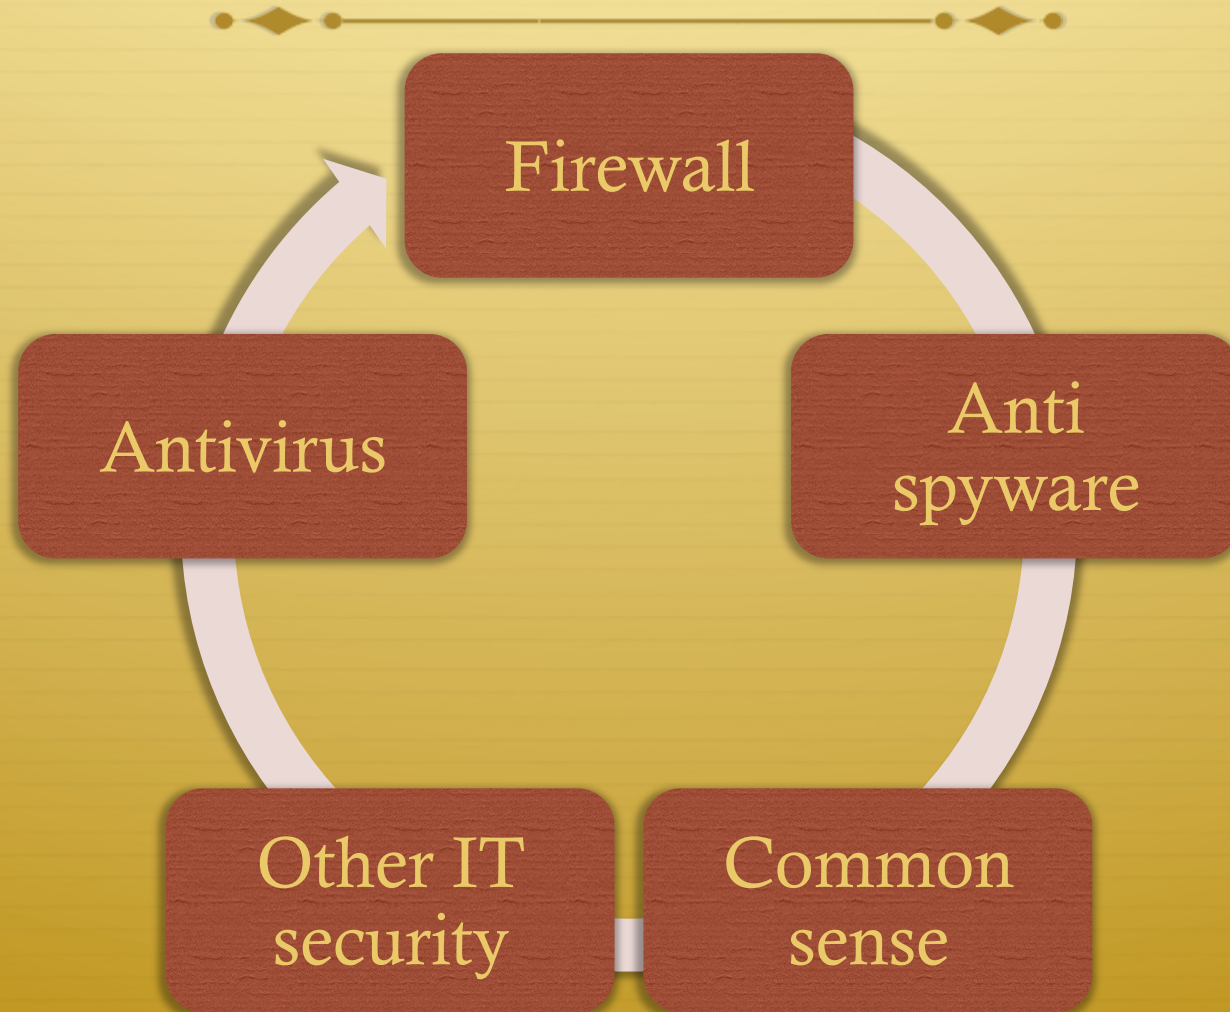 Firewall
Anti
spyware
Common
sense
Other IT
security
Antivirus